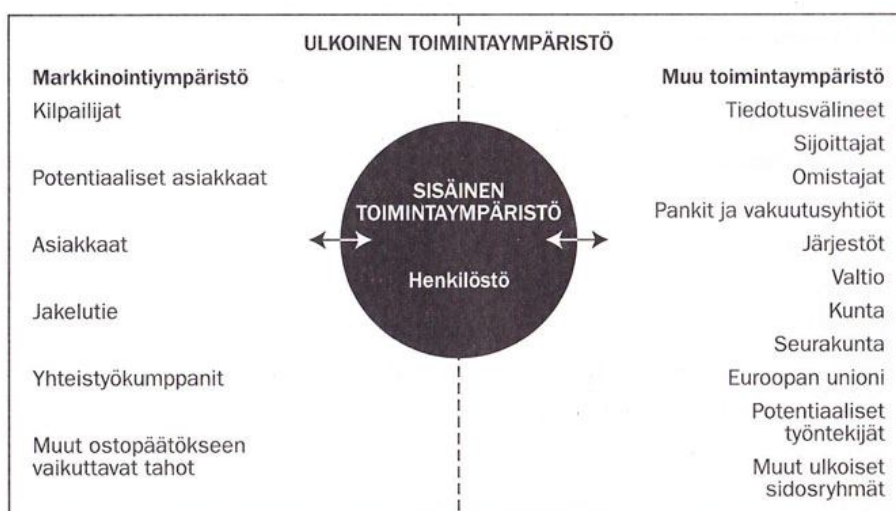 ULKOINEN TOIMINTAYMPÄRISTÖ
Markkinointiympäristö
Kilpailijat
Potentiaaliset asiakkaat
Asiakkaat
Jakelutie
Yhteistyökumppanit
Muut ostopäätökseen
vaikuttavat tahot
SISÄINEN
TOIMINTAYMPÄRISTÖ
Henkilöstö
Muu toimintaympäristö
Tiedotusvälineet
Sijoittajat
Omistajat
Pankit ja vakuutusyhtiöt
Järjestöt
Valtio
Kunta
Seurakunta
Euroopan unioni
Potentiaaliset
työntekijät
Muut ulkoiset
sidosryhmät